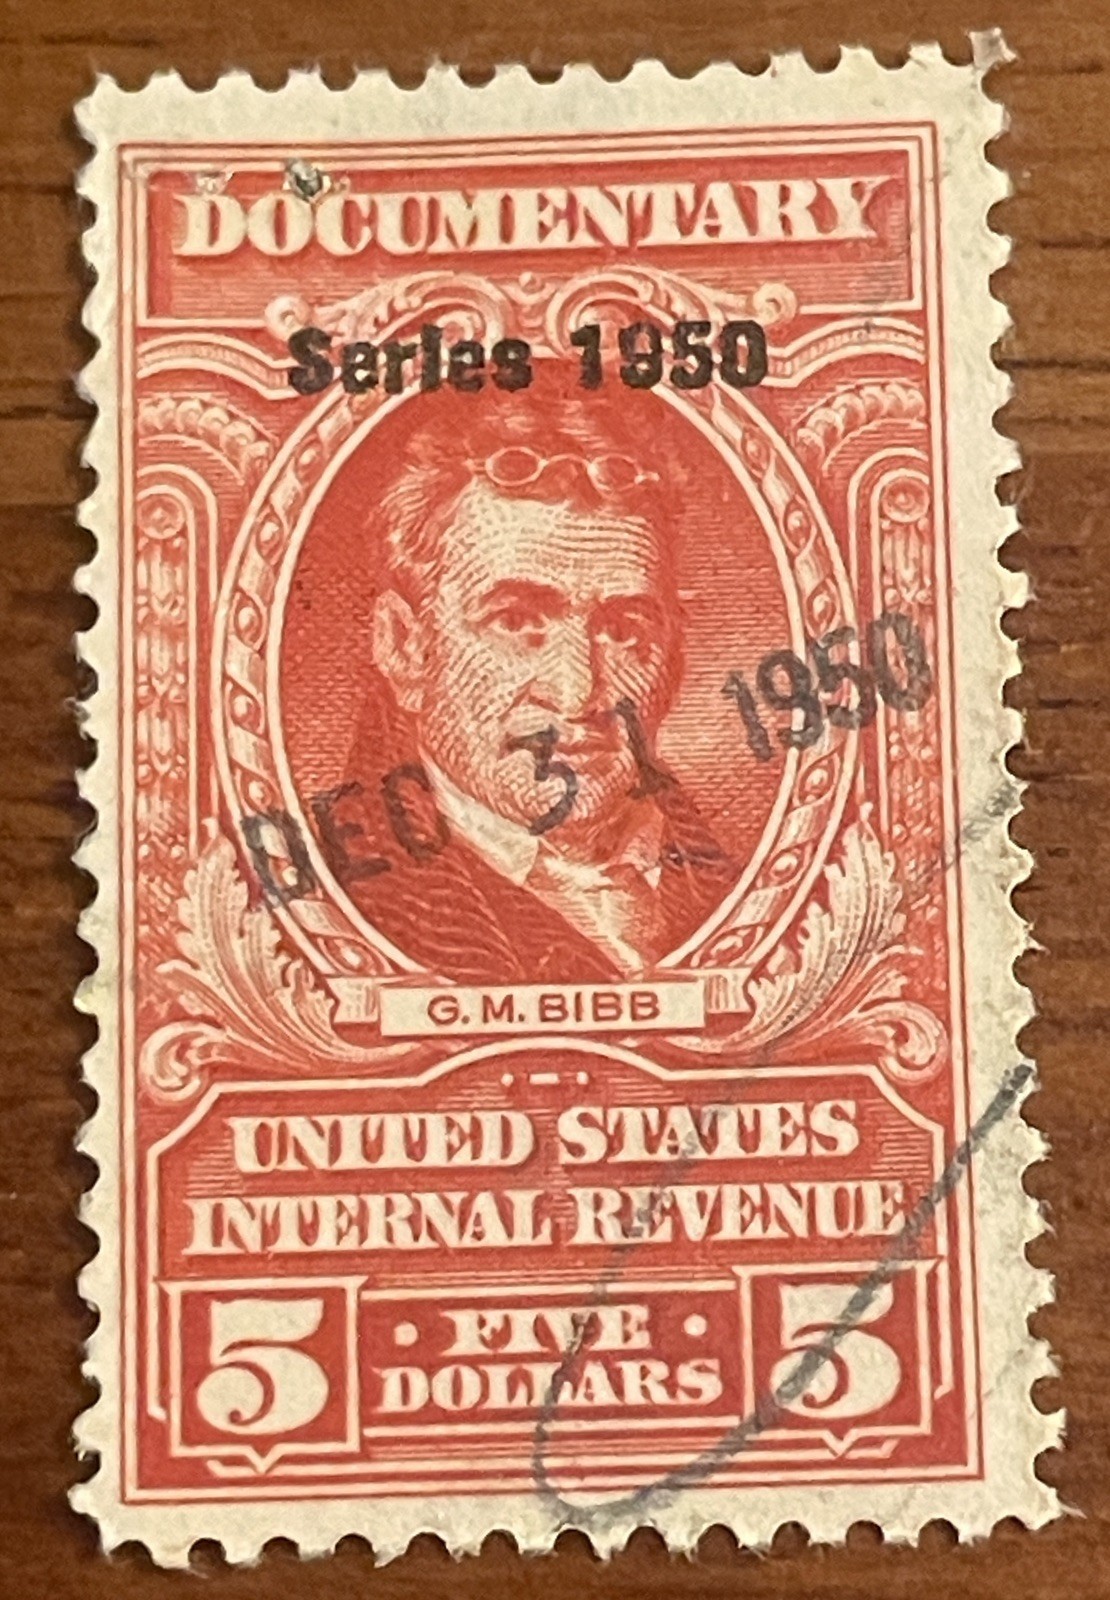 DOCUMENTARY
Series 1950
DEC 31 1950
G. M. BIBB
UNITED STATES
INTERNAL REVENUE
5 · FIVE · 5
DOLLARS